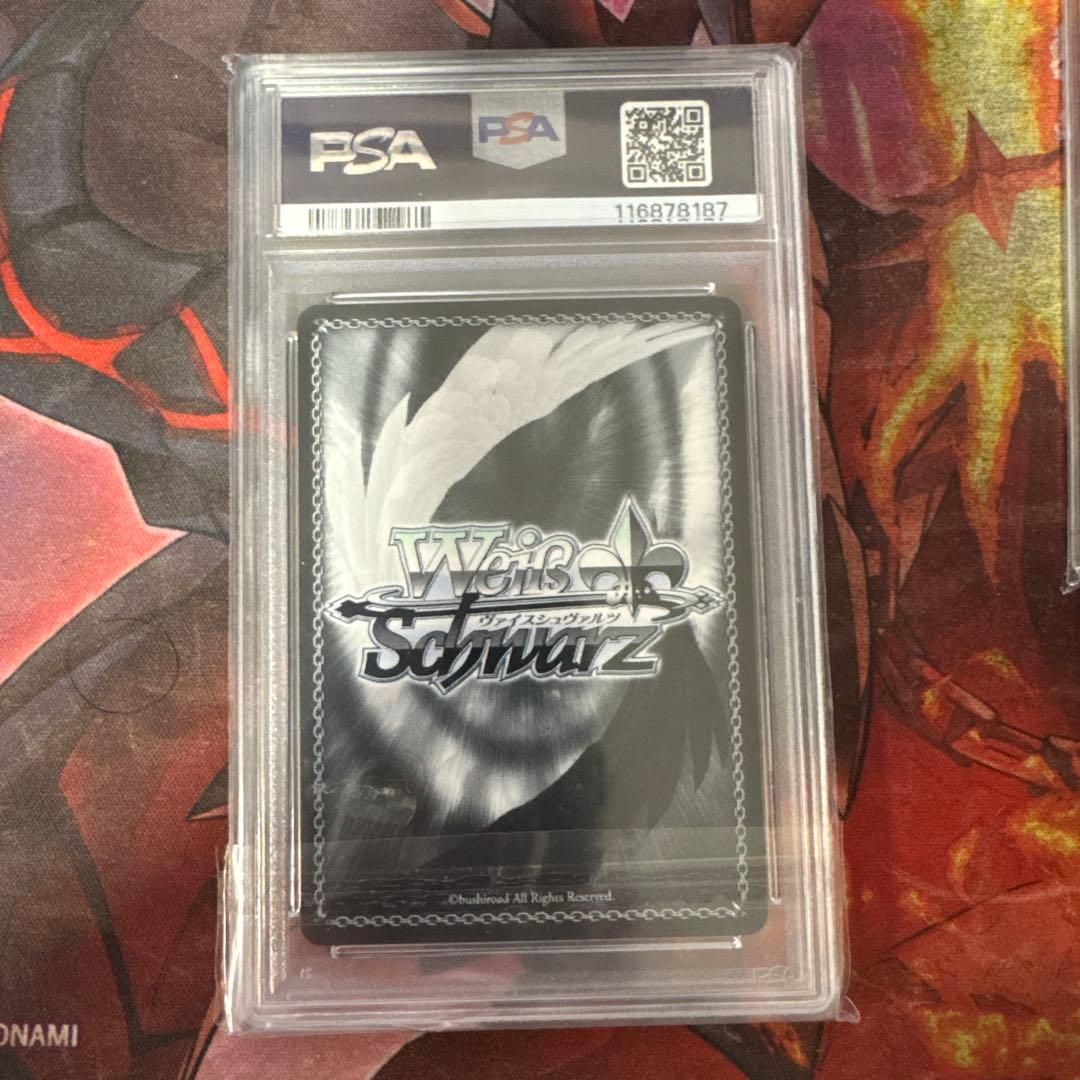 PSA
PSA
116878187
Weiß
ヴァイスシュヴァルツ
Schwarz
©bushiroad All Rights Reserved.
PSA
ONAMI